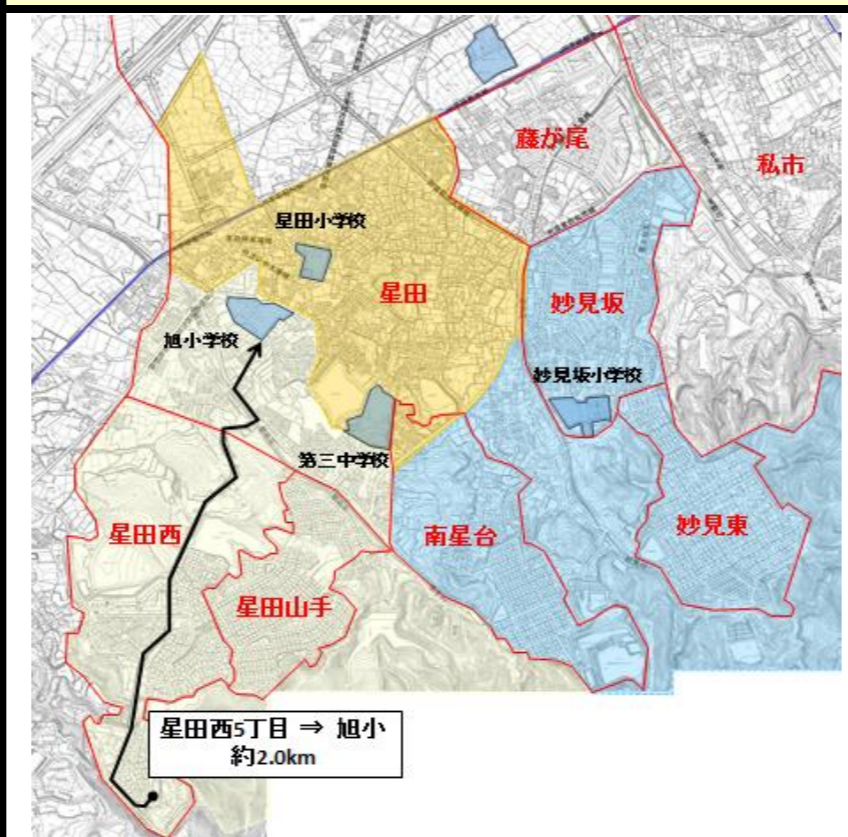 藤が尾
私市
星田小学校
星田
妙見坂
旭小学校
妙見坂小学校
第三中学校
星田西
南星台
妙見東
星田山手
星田西5丁目 ⇒ 旭小
約2.0km